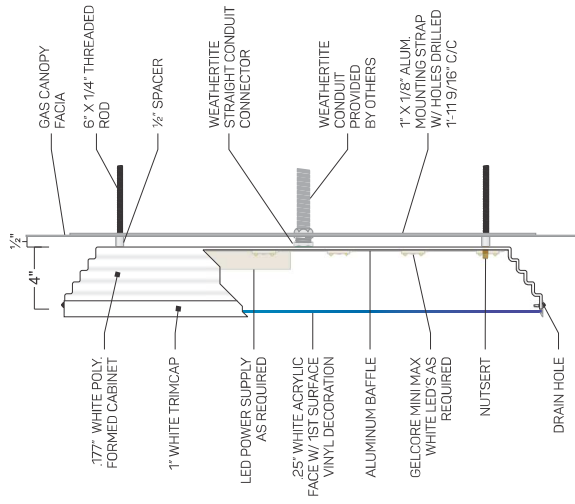 ½"
4"
GAS CANOPY
FACIA
6" X 1/4" THREADED
ROD
½" SPACER
WEATHERTITE
STRAIGHT CONDUIT
CONNECTOR
WEATHERTITE
CONDUIT
PROVIDED
BY OTHERS
1" X 1/8" ALUM.
MOUNTING STRAP
W/ HOLES DRILLED
1'-11 9/16" C/C
.177" WHITE POLY.
FORMED CABINET
1" WHITE TRIMCAP
LED POWER SUPPLY
AS REQUIRED
.25" WHITE ACRYLIC
FACE W/ 1ST SURFACE
VINYL DECORATION
ALUMINUM BAFFLE
GELCORE MINI MAX
WHITE LED'S AS
REQUIRED
NUTSERT
DRAIN HOLE